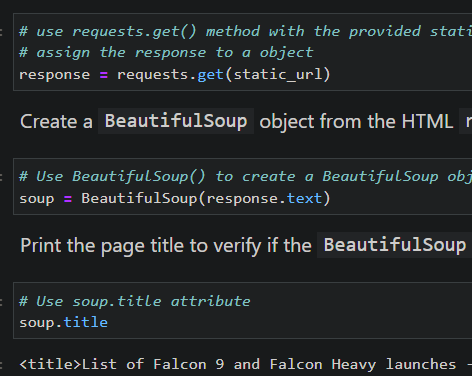 # use requests.get() method with the provided
# assign the response to a object
response = requests.get(static_url)
Create a BeautifulSoup object from the HTML
# Use BeautifulSoup() to create a BeautifulSoup
soup = BeautifulSoup(response.text)
Print the page title to verify if the BeautifulSoup
# Use soup.title attribute
soup.title
<title>List of Falcon 9 and Falcon Heavy launches -